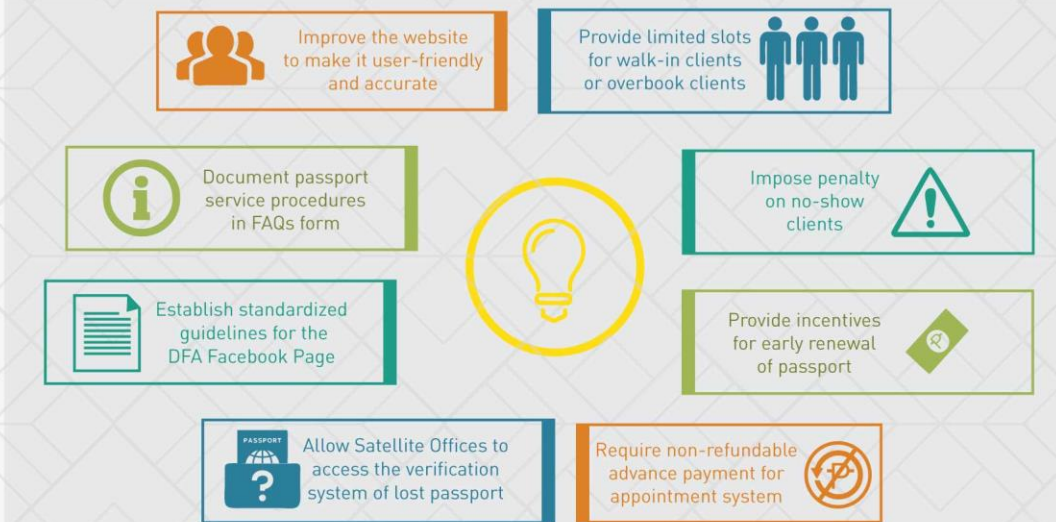 Improve the website
to make it user-friendly
and accurate
Provide limited slots
for walk-in clients
or overbook clients
Document passport
service procedures
in FAQs form
Impose penalty
on no-show
clients
Establish standardized
guidelines for the
DFA Facebook Page
Provide incentives
for early renewal
of passport
PASSPORT
?
Allow Satellite Offices to
access the verification
system of lost passport
Require non-refundable
advance payment for
appointment system